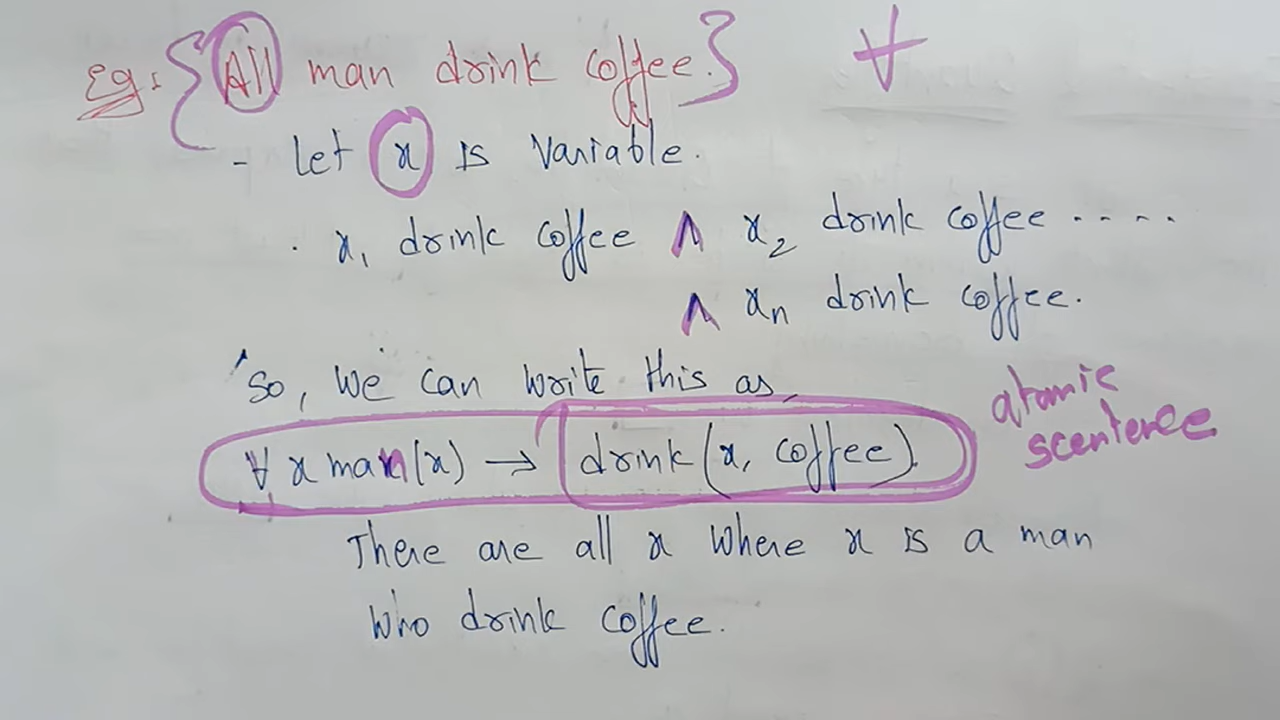 Eg: {All man drink coffee.} ∀
- Let x is variable.
. x₁ drink coffee ∧ x₂ drink coffee .....
∧ xₙ drink coffee.
So, we can write this as,
∀ x man(x) → drink(x, coffee).
atomic
scentence
There are all x where x is a man
who drink coffee.